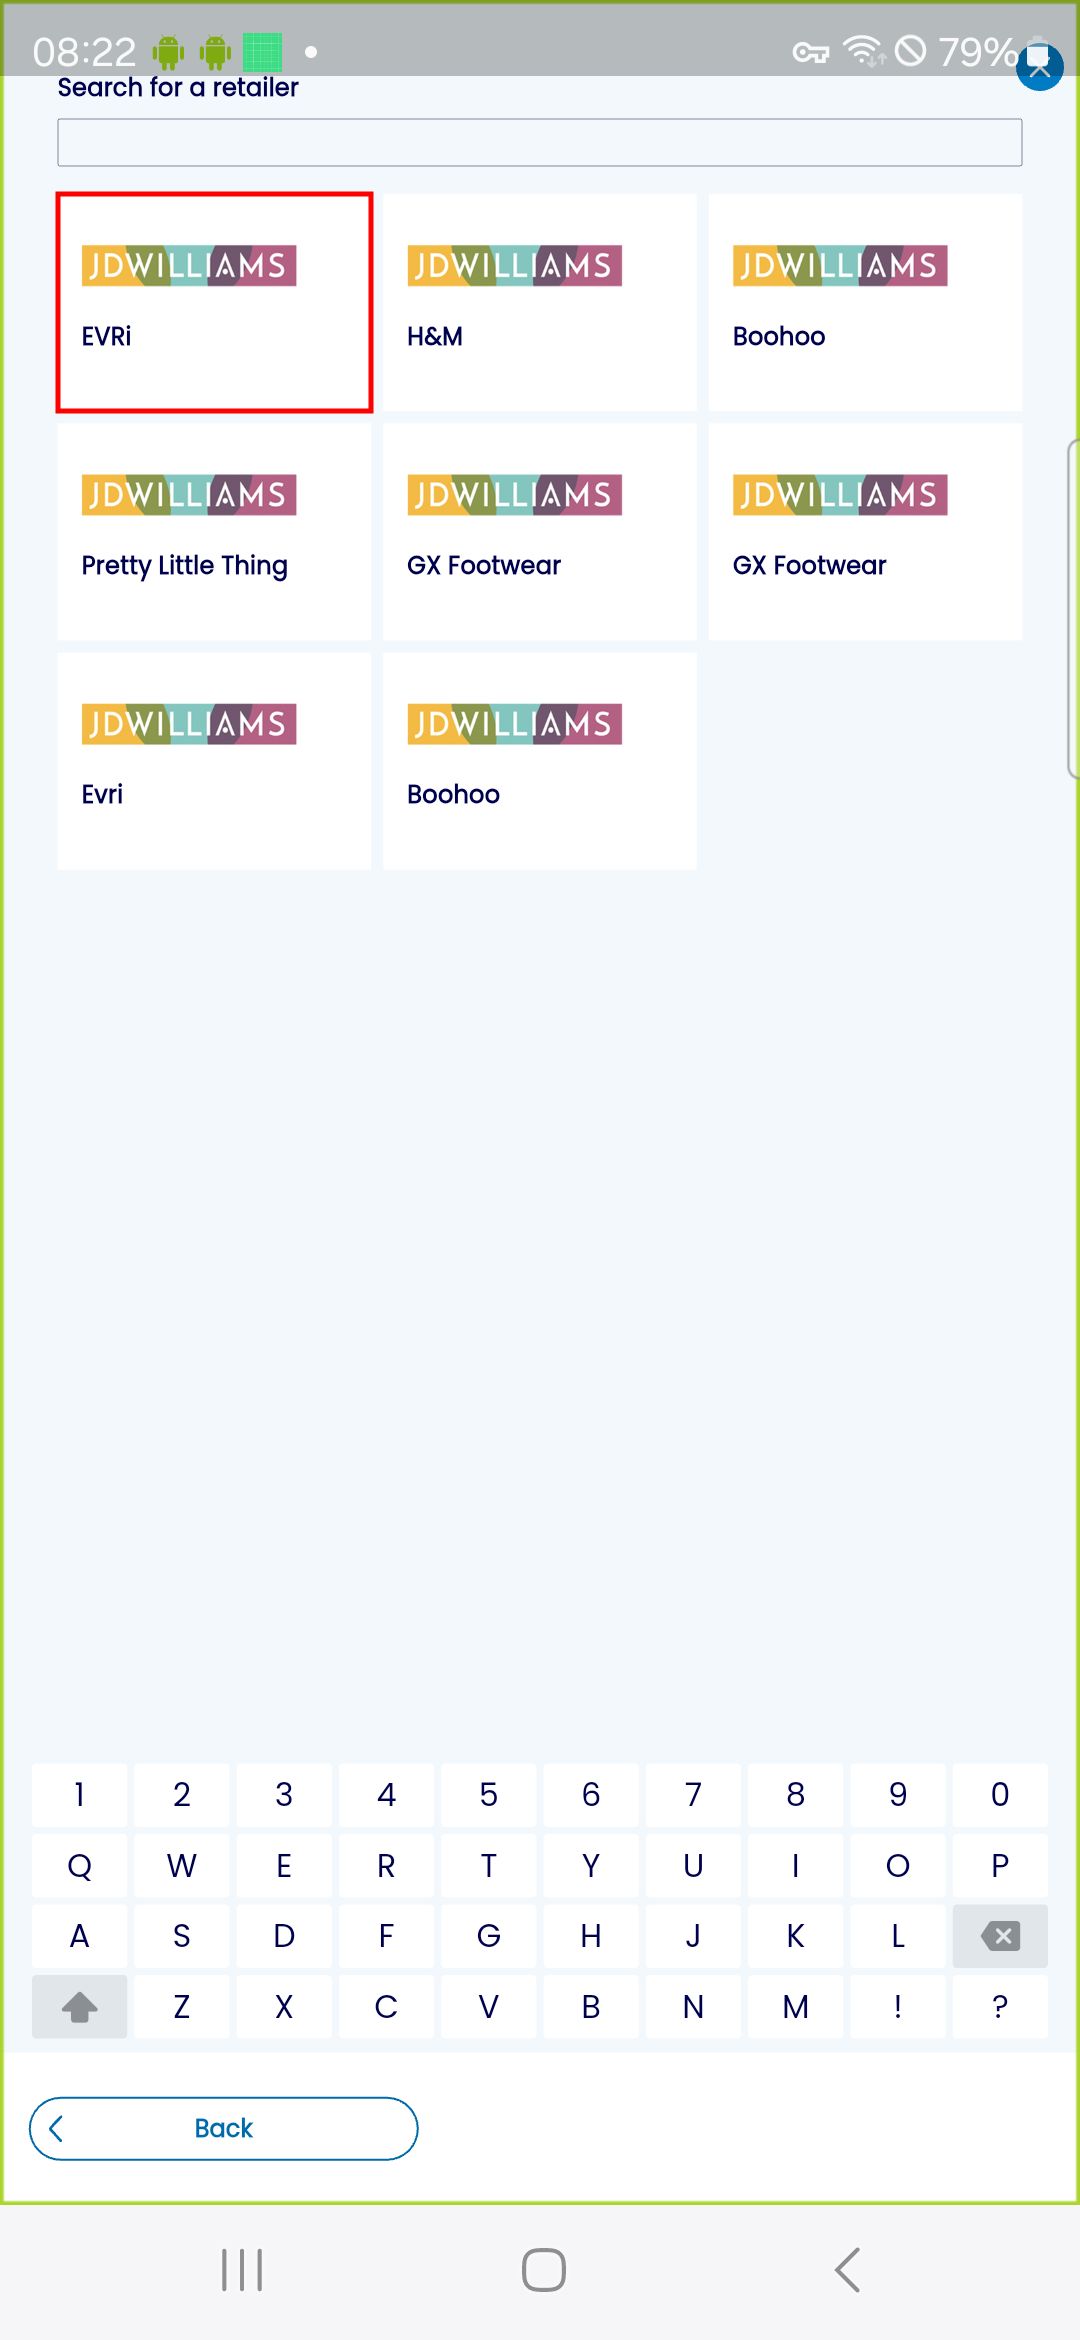 08:22 79%
Search for a retailer
JDWILLIAMS JDWILLIAMS JDWILLIAMS
EVRi H&M Boohoo
JDWILLIAMS JDWILLIAMS JDWILLIAMS
Pretty Little Thing GX Footwear GX Footwear
JDWILLIAMS JDWILLIAMS
Evri Boohoo
1 2 3 4 5 6 7 8 9 0
Q W E R T Y U I O P
A S D F G H J K L
Z X C V B N M ! ?
Back